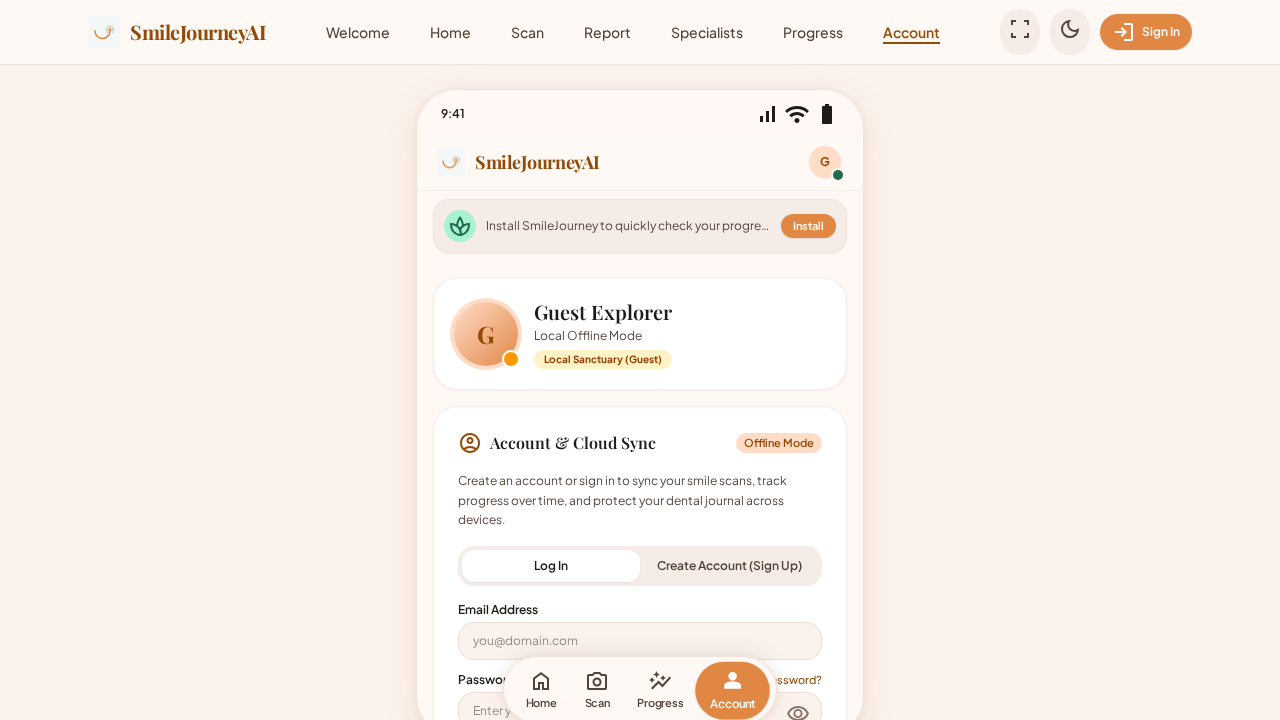 SmileJourneyAI
Welcome
Home
Scan
Report
Specialists
Progress
Account
Sign In
9:41
SmileJourneyAI
G
Install SmileJourney to quickly check your progre...
Install
G
Guest Explorer
Local Offline Mode
Local Sanctuary (Guest)
Account & Cloud Sync
Offline Mode
Create an account or sign in to sync your smile scans, track
progress over time, and protect your dental journal across
devices.
Log In
Create Account (Sign Up)
Email Address
you@domain.com
Home
Scan
Progress
Account